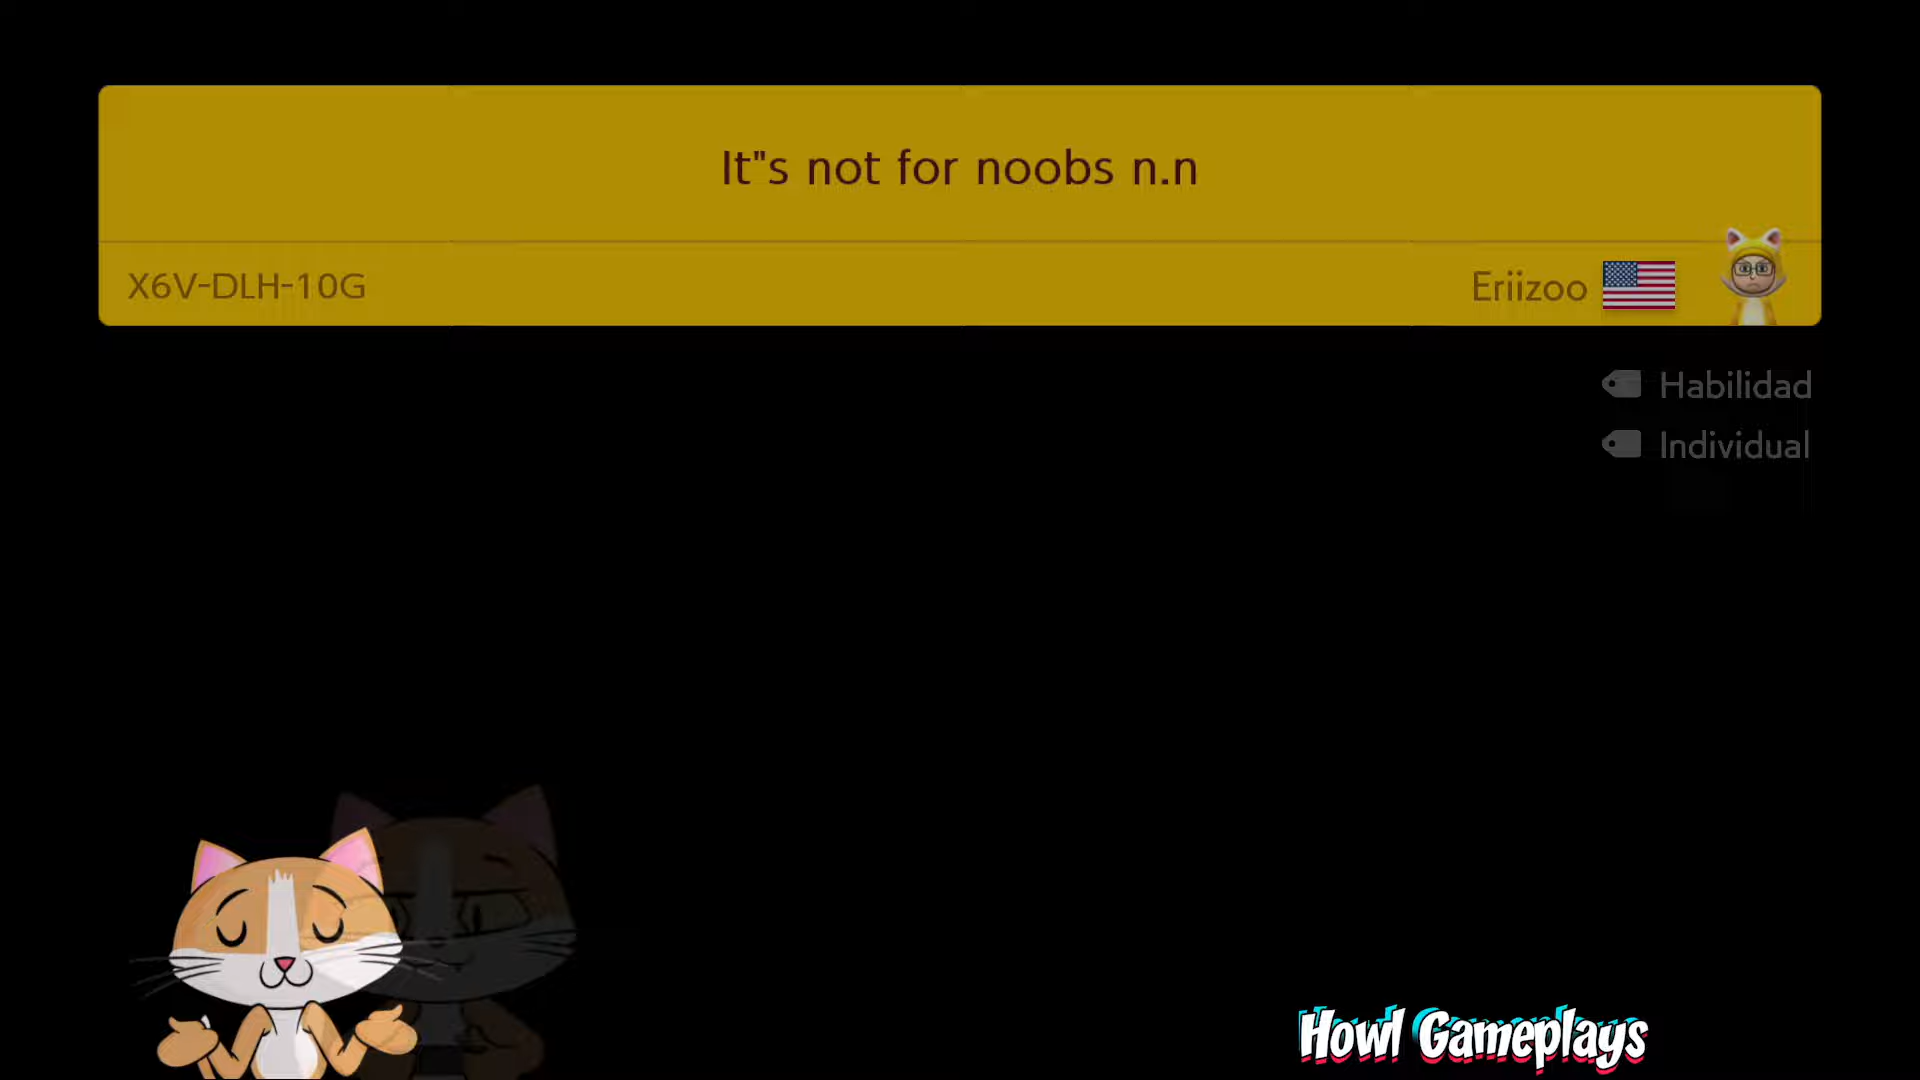 It"s not for noobs n.n
X6V-DLH-10G
Eriizoo
Habilidad
Individual
Howl Gameplays